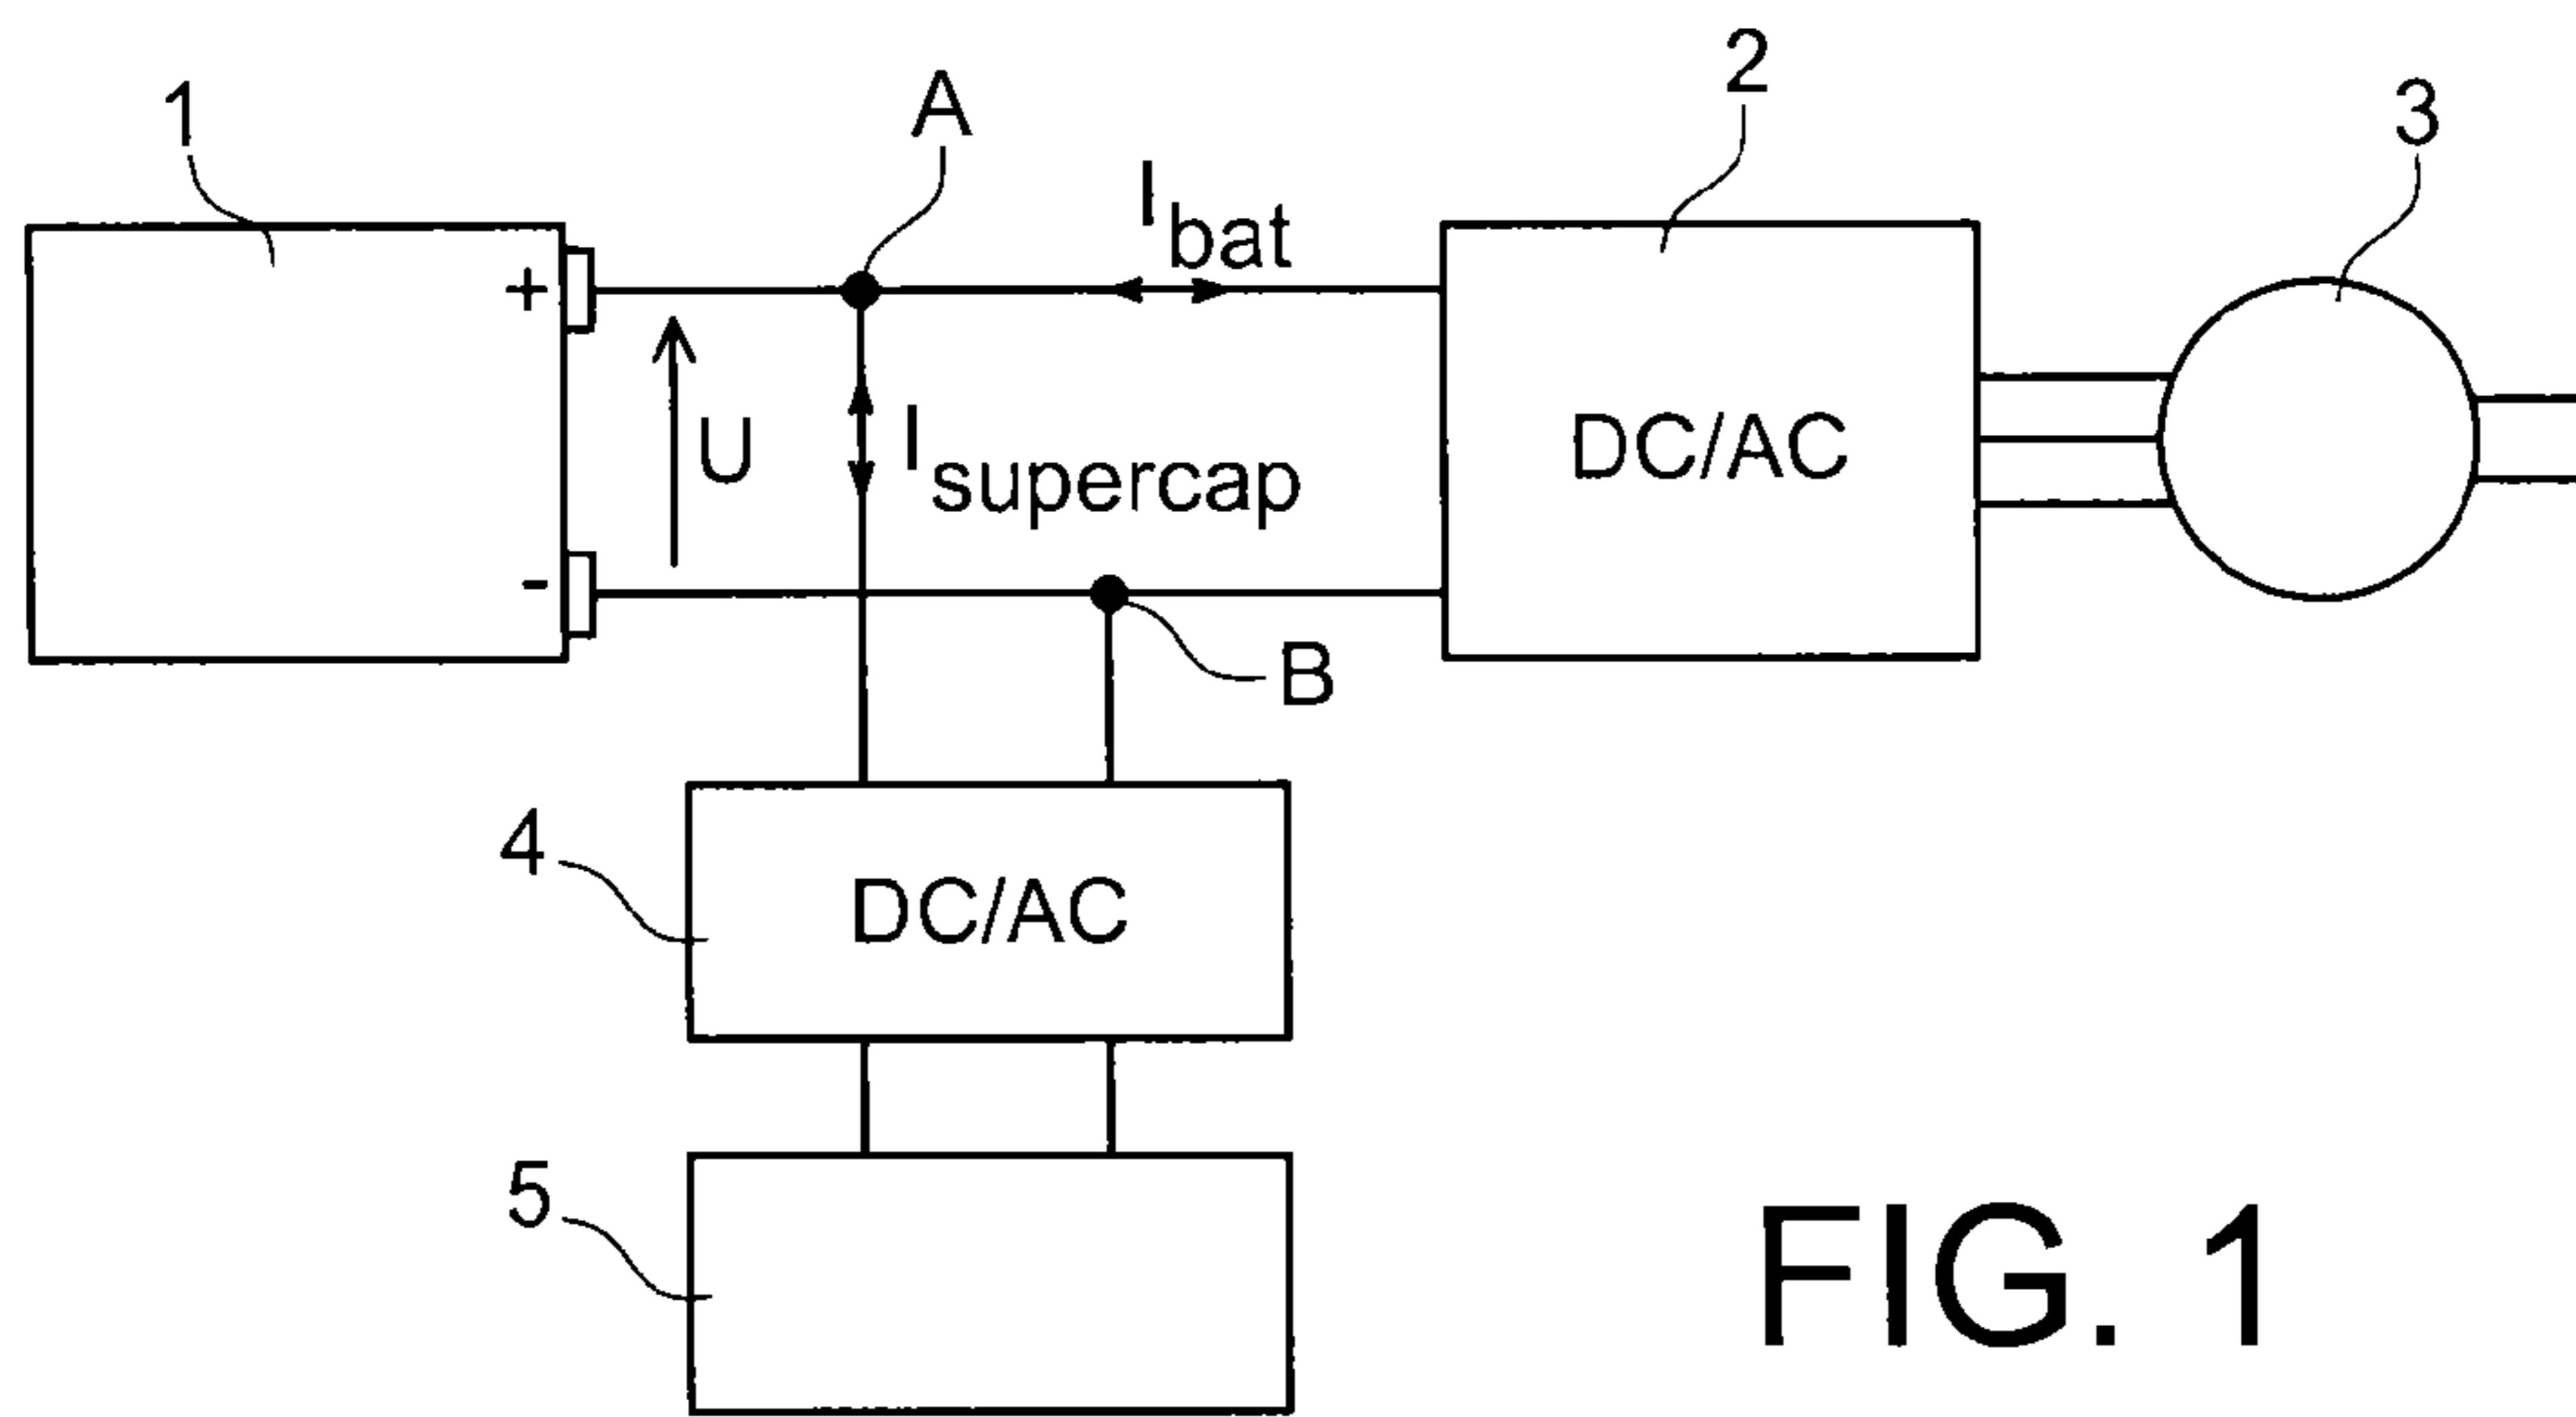 1
A
2
3
I bat
+
U
I supercap
DC/AC
-
B
4
DC/AC
5
FIG. 1